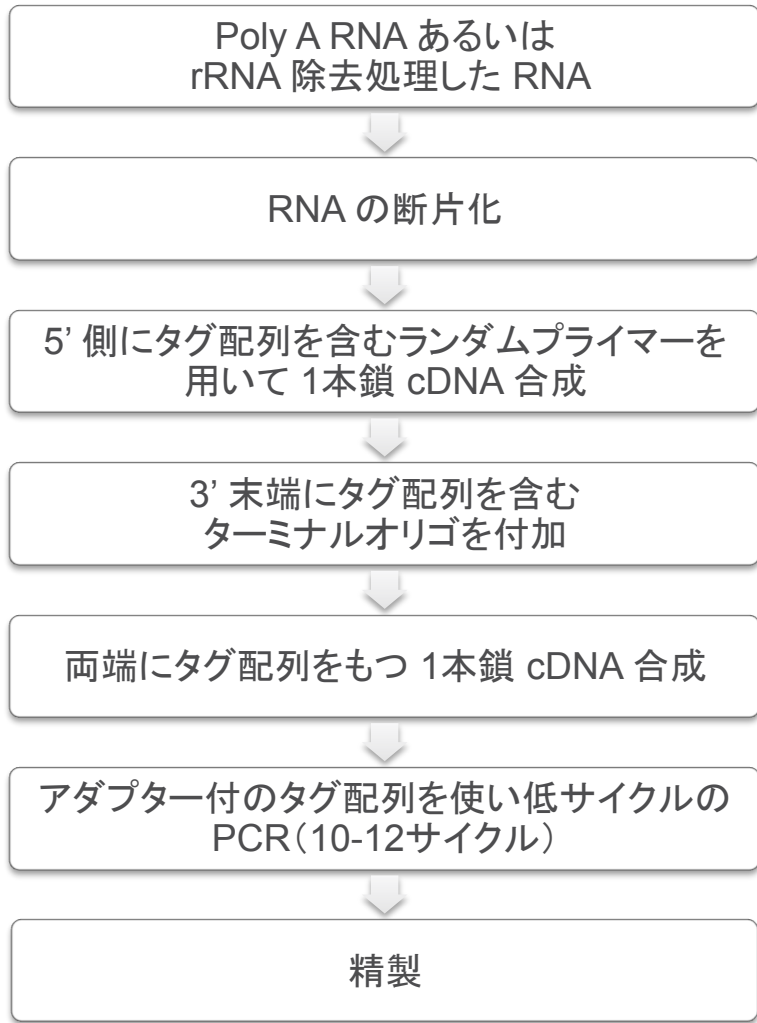 Poly A RNA あるいは
rRNA 除去処理した RNA
RNA の断片化
5’ 側にタグ配列を含むランダムプライマーを
用いて 1本鎖 cDNA 合成
3’ 末端にタグ配列を含む
ターミナルオリゴを付加
両端にタグ配列をもつ 1本鎖 cDNA 合成
アダプター付のタグ配列を使い低サイクルの
PCR（10-12サイクル）
精製